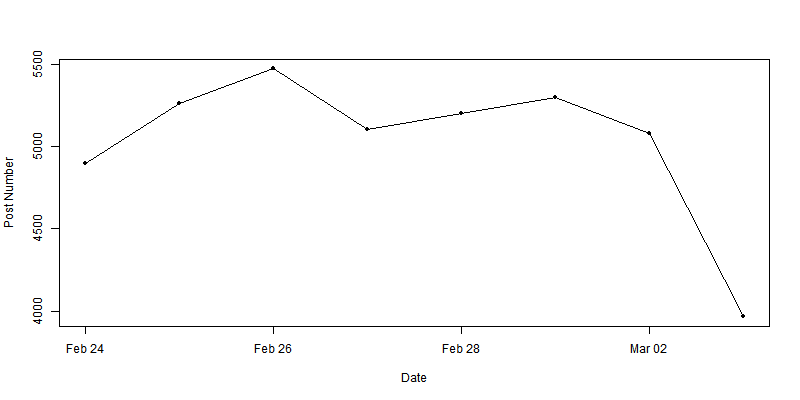 5500
5000
4500
4000
Post Number
Feb 24
Feb 26
Feb 28
Mar 02
Date